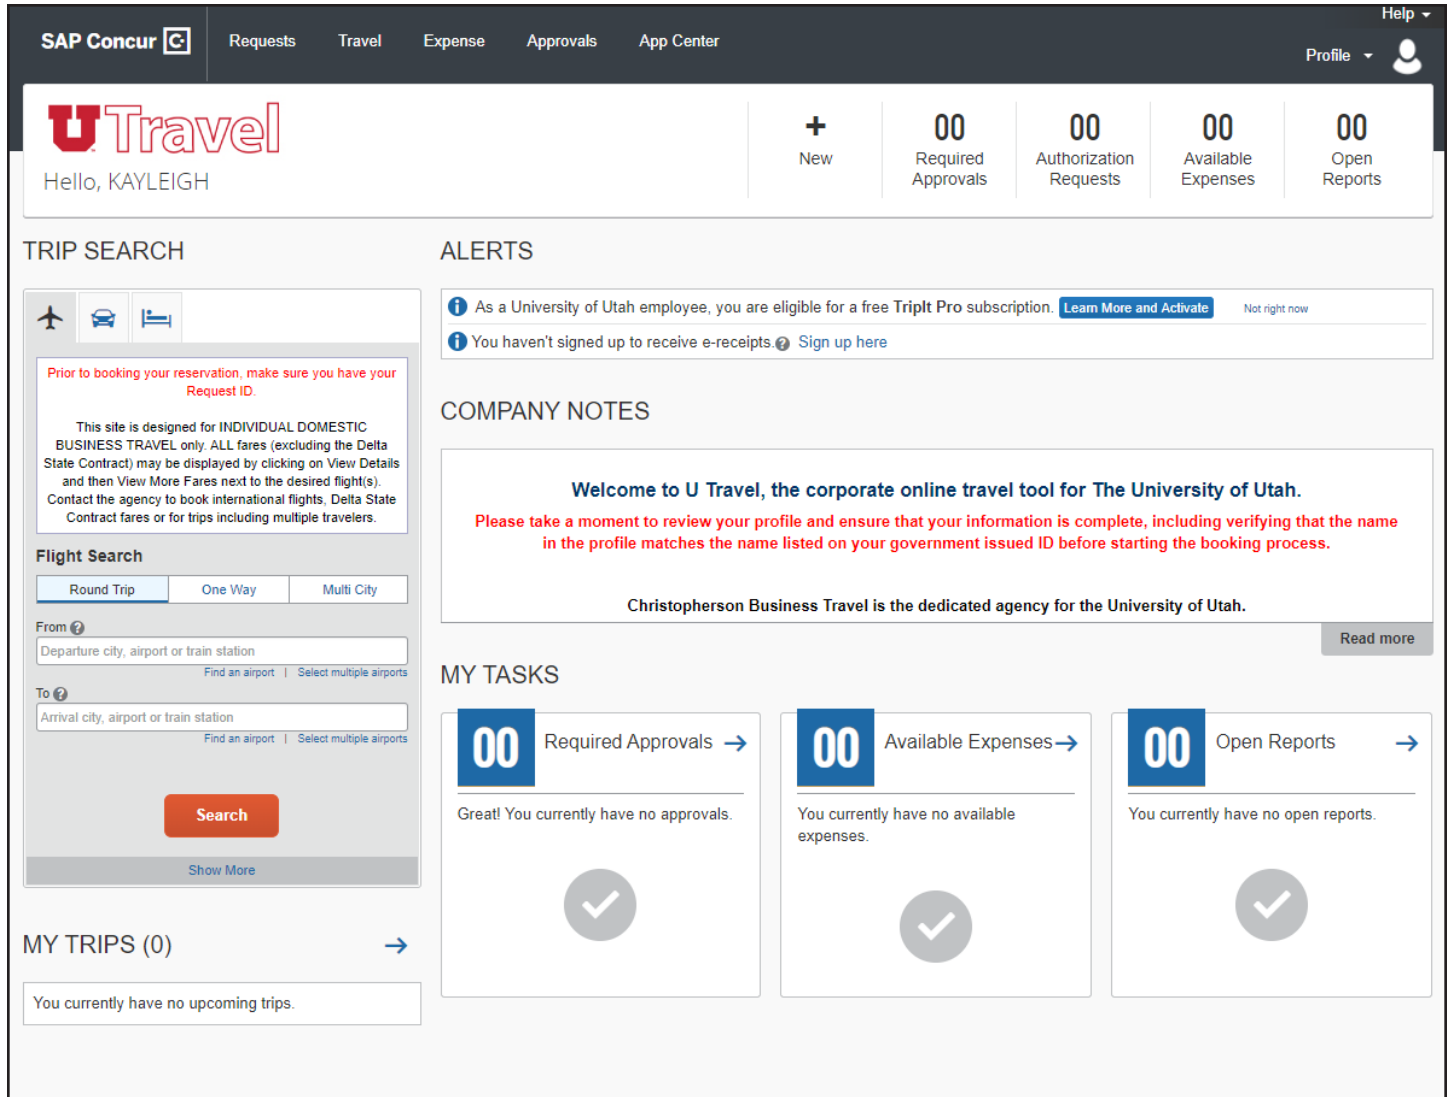 Help
SAP Concur C
Requests
Travel
Expense
Approvals
App Center
Profile
U Travel
Hello, KAYLEIGH
+
New
00
Required
Approvals
00
Authorization
Requests
00
Available
Expenses
00
Open
Reports
TRIP SEARCH
Prior to booking your reservation, make sure you have your
Request ID.
This site is designed for INDIVIDUAL DOMESTIC
BUSINESS TRAVEL only. ALL fares (excluding the Delta
State Contract) may be displayed by clicking on View Details
and then View More Fares next to the desired flight(s).
Contact the agency to book international flights, Delta State
Contract fares or for trips including multiple travelers.
Flight Search
Round Trip
One Way
Multi City
From ?
Departure city, airport or train station
Find an airport | Select multiple airports
To ?
Arrival city, airport or train station
Find an airport | Select multiple airports
Search
Show More
MY TRIPS (0)
You currently have no upcoming trips.
ALERTS
i As a University of Utah employee, you are eligible for a free TripIt Pro subscription. Learn More and Activate Not right now
i You haven't signed up to receive e-receipts.? Sign up here
COMPANY NOTES
Welcome to U Travel, the corporate online travel tool for The University of Utah.
Please take a moment to review your profile and ensure that your information is complete, including verifying that the name
in the profile matches the name listed on your government issued ID before starting the booking process.
Christopherson Business Travel is the dedicated agency for the University of Utah.
Read more
MY TASKS
00 Required Approvals
Great! You currently have no approvals.
00 Available Expenses
You currently have no available
expenses.
00 Open Reports
You currently have no open reports.